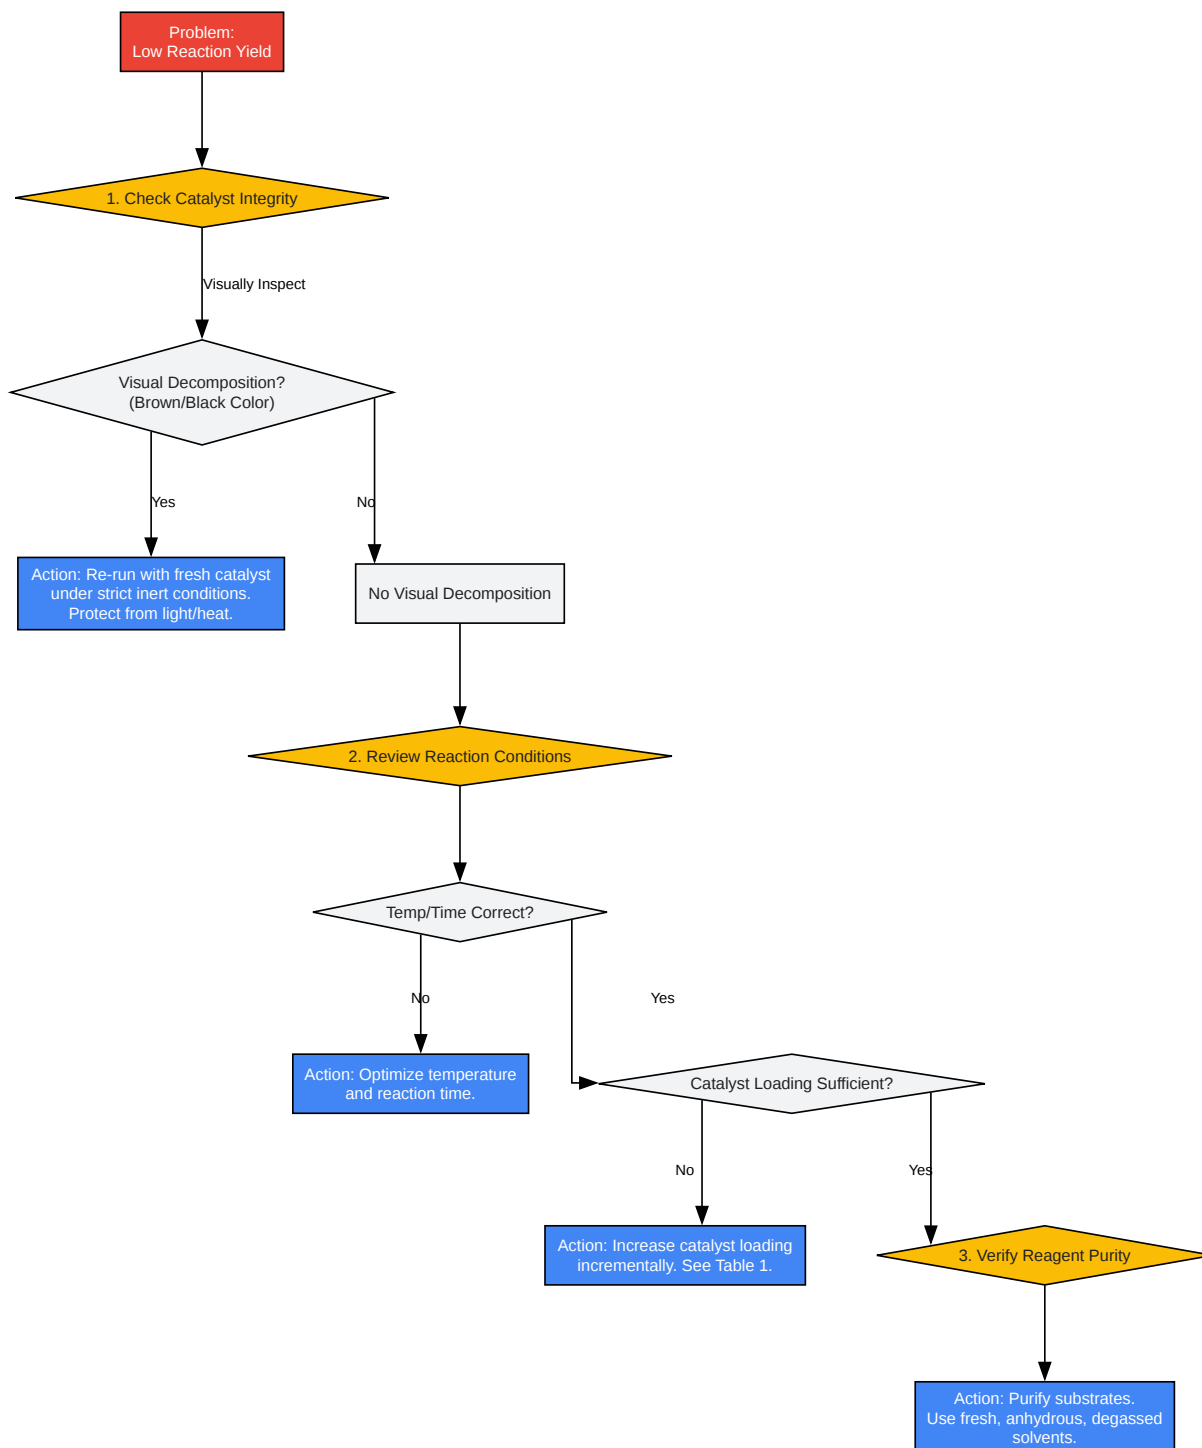 Problem:
Low Reaction Yield
1. Check Catalyst Integrity
Visually Inspect
Visual Decomposition?
(Brown/Black Color)
Yes
No
Action: Re-run with fresh catalyst
under strict inert conditions.
Protect from light/heat.
No Visual Decomposition
2. Review Reaction Conditions
Temp/Time Correct?
No
Yes
Action: Optimize temperature
and reaction time.
Catalyst Loading Sufficient?
No
Yes
Action: Increase catalyst loading
incrementally. See Table 1.
3. Verify Reagent Purity
Action: Purify substrates.
Use fresh, anhydrous, degassed
solvents.